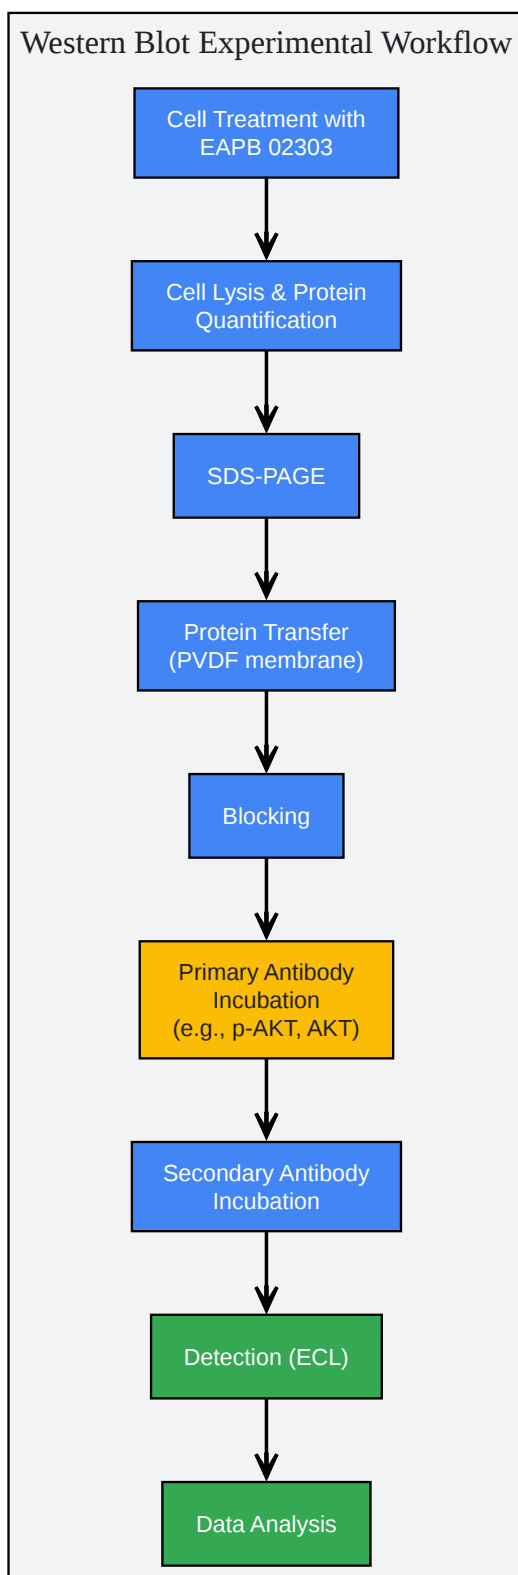 Western Blot Experimental Workflow
Cell Treatment with
EAPB 02303
Cell Lysis & Protein
Quantification
SDS-PAGE
Protein Transfer
(PVDF membrane)
Blocking
Primary Antibody
Incubation
(e.g., p-AKT, AKT)
Secondary Antibody
Incubation
Detection (ECL)
Data Analysis